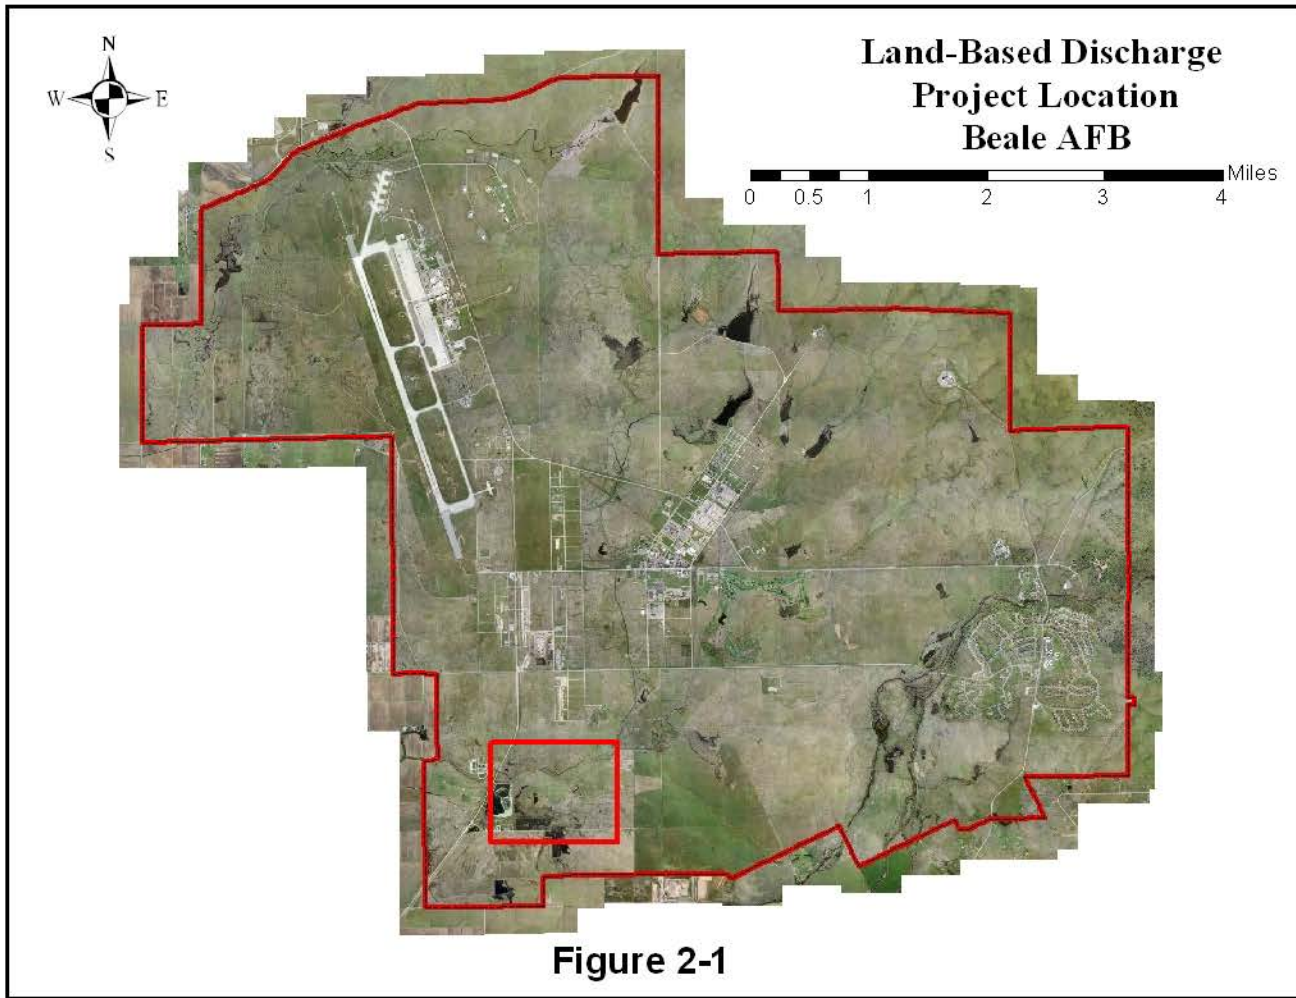 N
W E
S
Land-Based Discharge
Project Location
Beale AFB
Miles
0 0.5 1 2 3 4
Figure 2-1